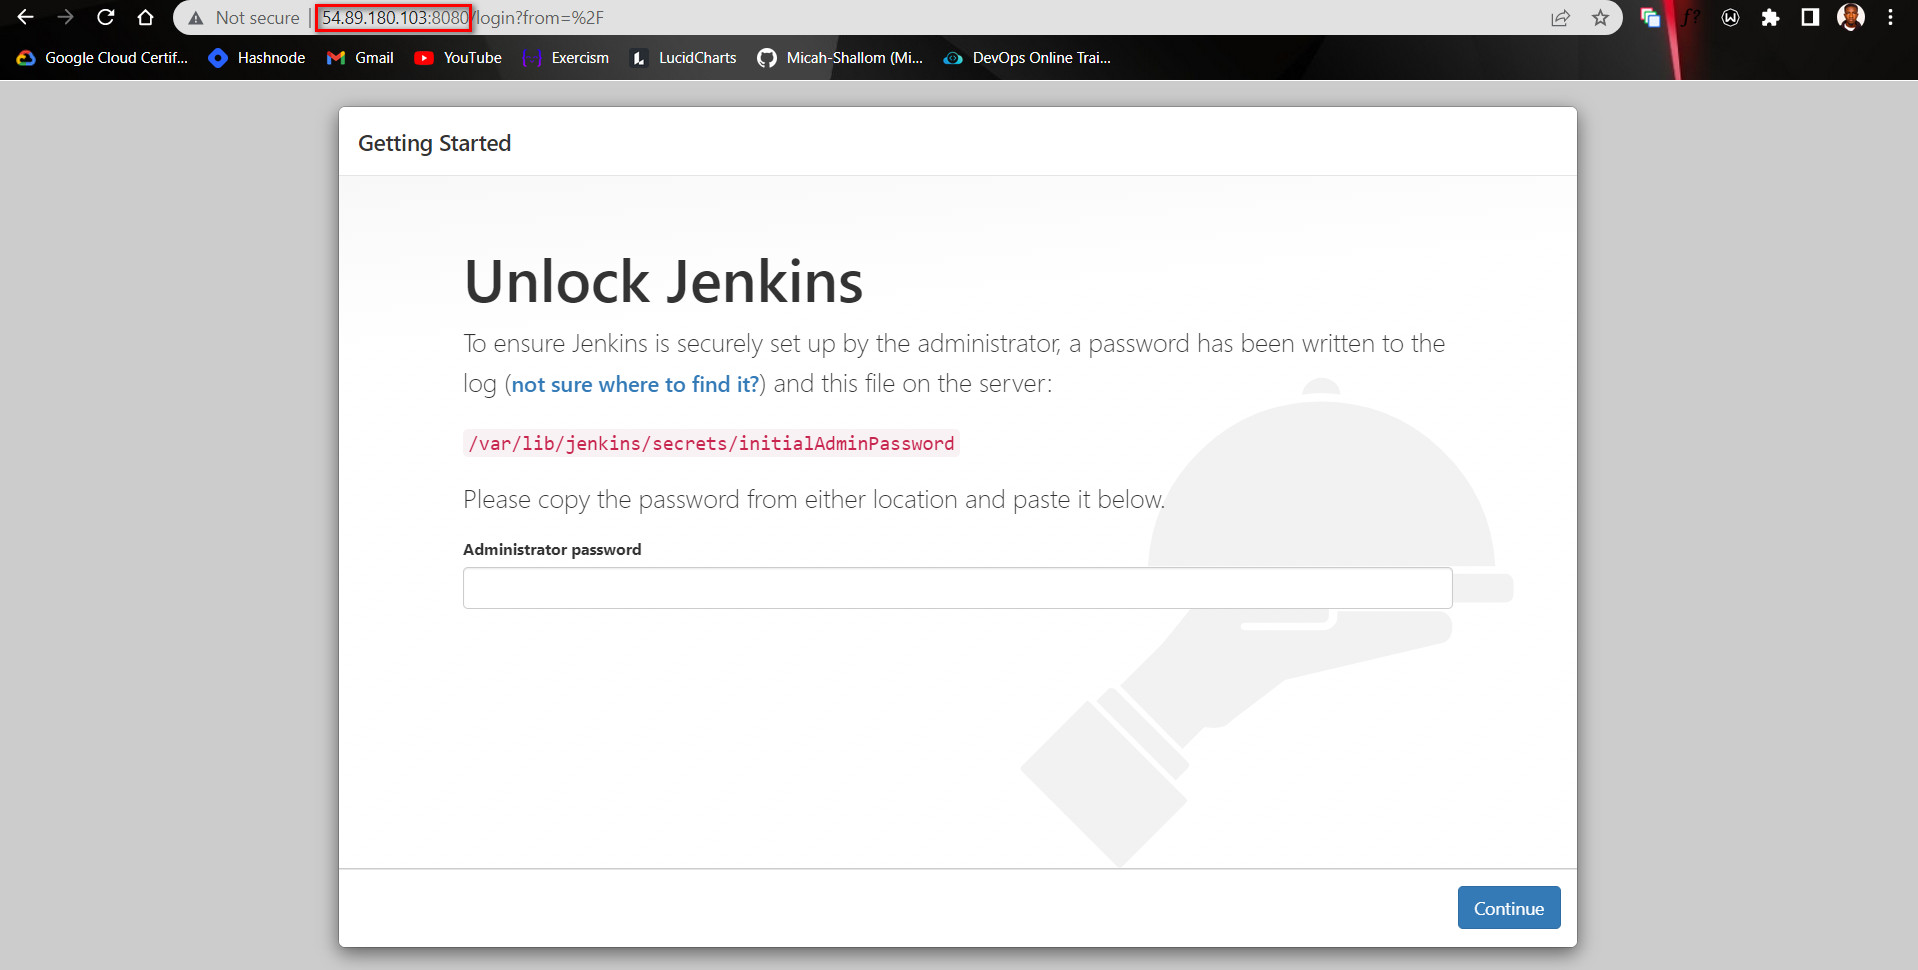 Not secure | 54.89.180.103:8080/login?from=%2F
Google Cloud Certif... Hashnode Gmail YouTube Exercism LucidCharts Micah-Shallom (Mi... DevOps Online Trai...
Getting Started
Unlock Jenkins
To ensure Jenkins is securely set up by the administrator, a password has been written to the
log (not sure where to find it?) and this file on the server:
/var/lib/jenkins/secrets/initialAdminPassword
Please copy the password from either location and paste it below.
Administrator password
Continue